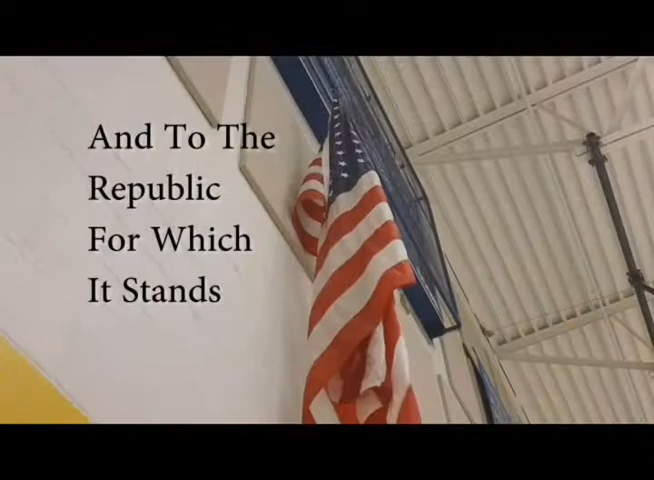 And To The
Republic
For Which
It Stands